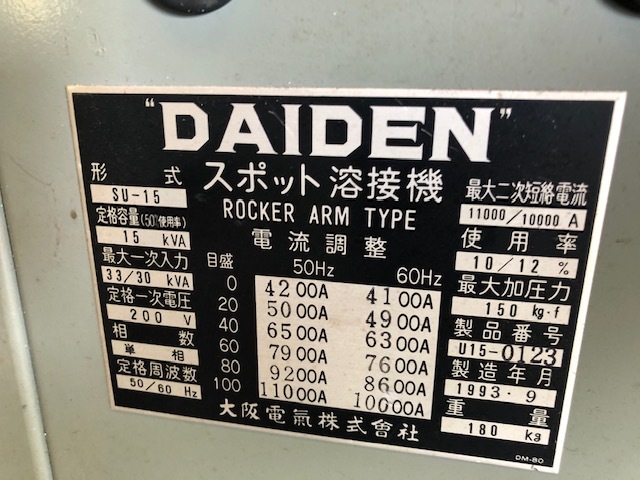 "DAIDEN"
スポット溶接機
ROCKER ARM TYPE
形 式
SU-15
定格容量(50%使用率)
15 kVA
最大一次入力
33/30 kVA
定格一次電圧
200 V
相 数
単相
定格周波数
50/60 Hz
電流調整
目盛 50Hz 60Hz
0 4200A 4100A
20 5000A 4900A
40 6500A 6300A
60 7900A 7600A
80 9200A 8600A
100 11000A 10600A
最大二次短絡電流
11000/10000 A
使用率
10/12 %
最大加圧力
150 kg·f
製品番号
U15-0123
製造年月
1993·9
重 量
180 kg
大阪電氣株式會社
DM-80